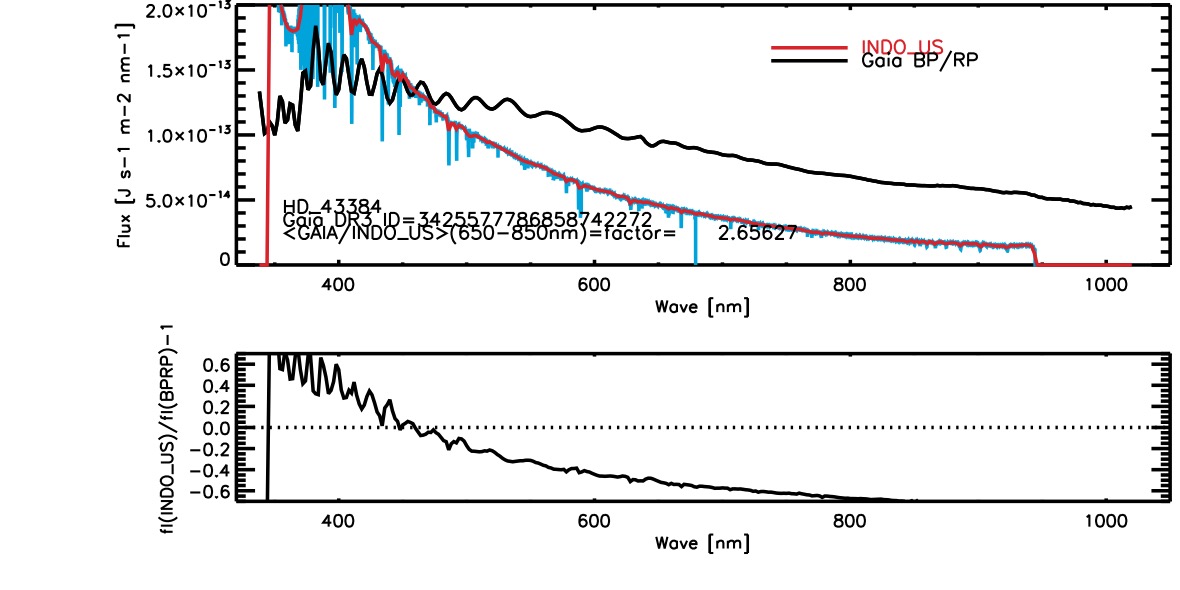 2.0×10−13
1.5×10−13
1.0×10−13
5.0×10−14
0
Flux [J s−1 m−2 nm−1]
INDO_US
Gaia BP/RP
HD_43384
Gaia DR3_ID=3425577786858742272
<GAIA/INDO_US>(650−850nm)=factor= 2.65627
400 600 800 1000
Wave [nm]
0.6
0.4
0.2
0.0
−0.2
−0.4
−0.6
fl(INDO_US)/fl(BPRP)−1
400 600 800 1000
Wave [nm]